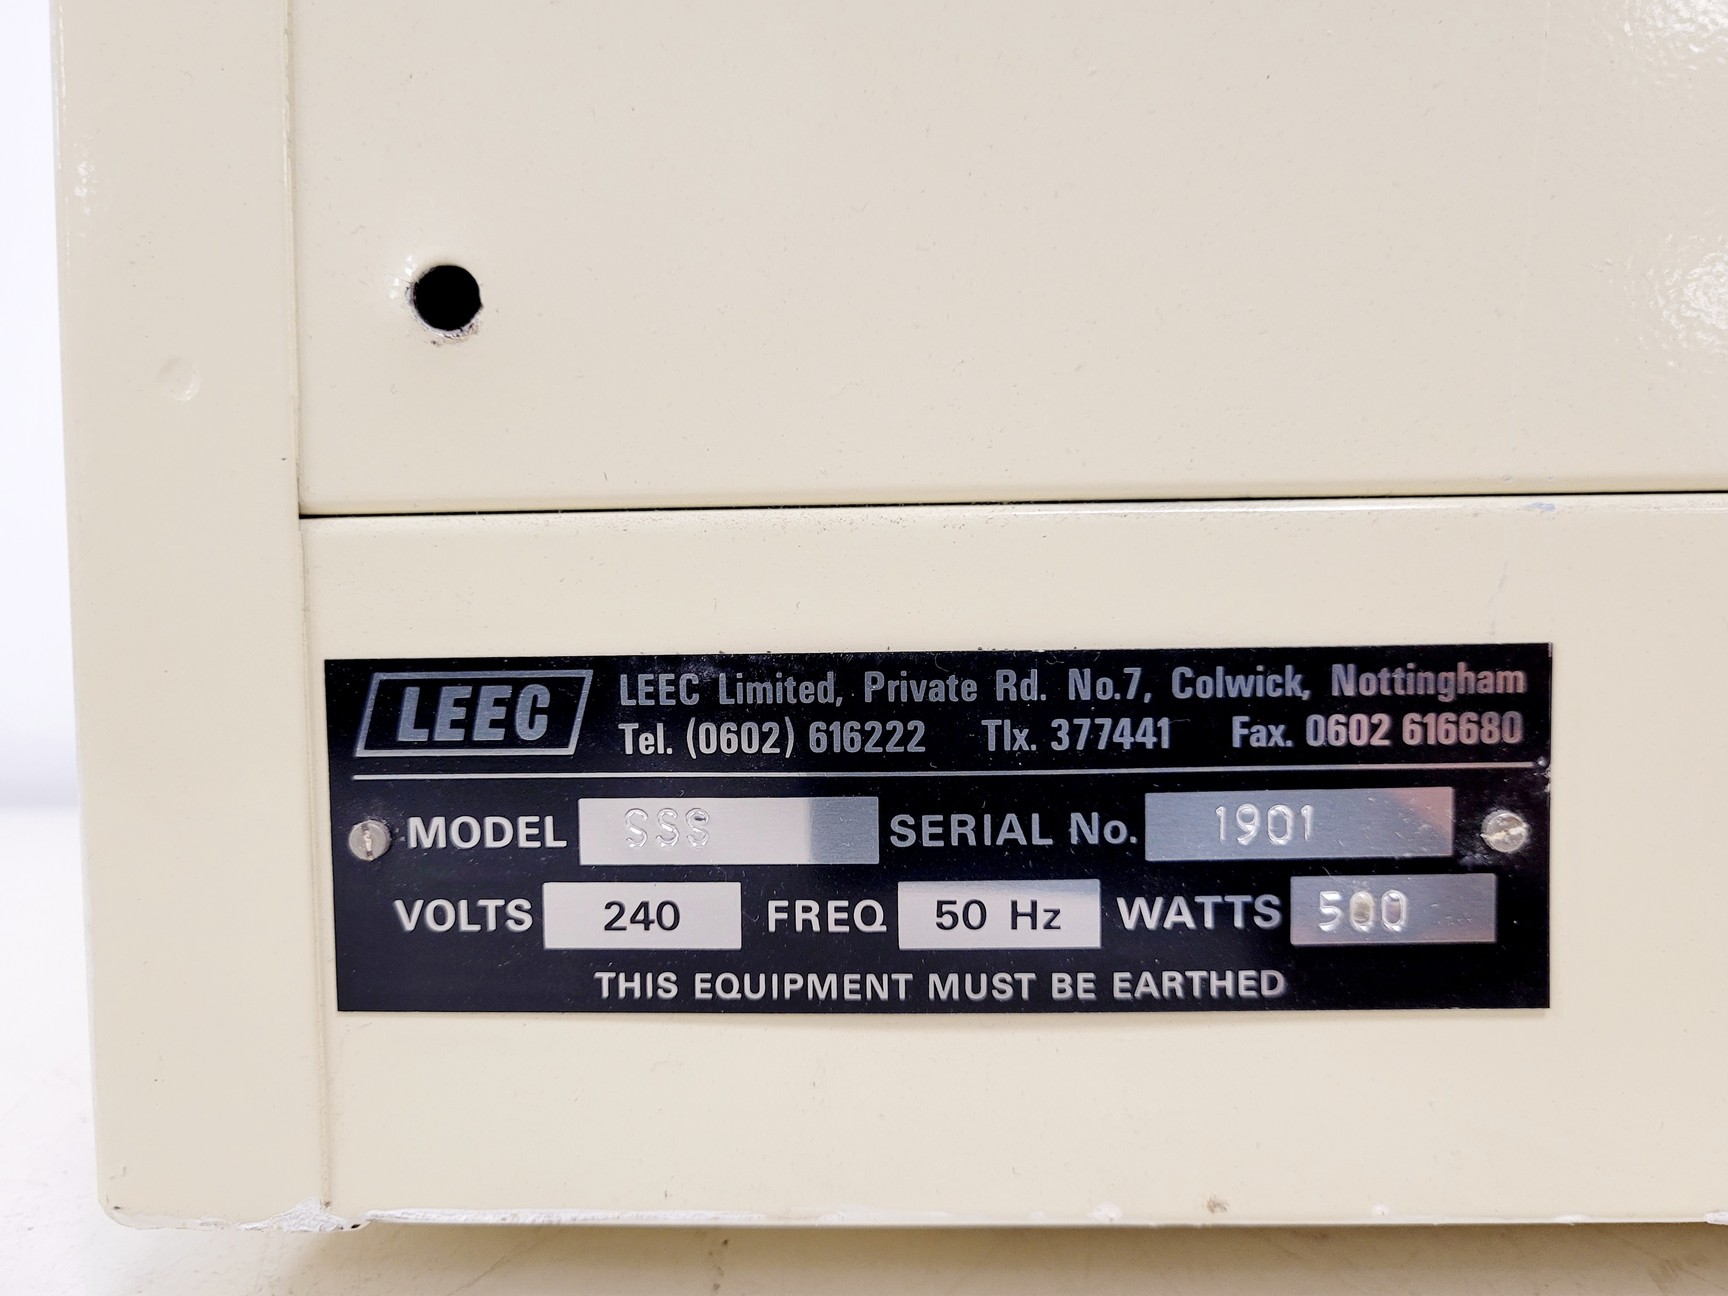 LEEC
LEEC Limited, Private Rd. No.7, Colwick, Nottingham
Tel. (0602) 616222 Tlx. 377441 Fax. 0602 616680
MODEL SSS SERIAL No. 1901
VOLTS 240 FREQ 50 Hz WATTS 500
THIS EQUIPMENT MUST BE EARTHED